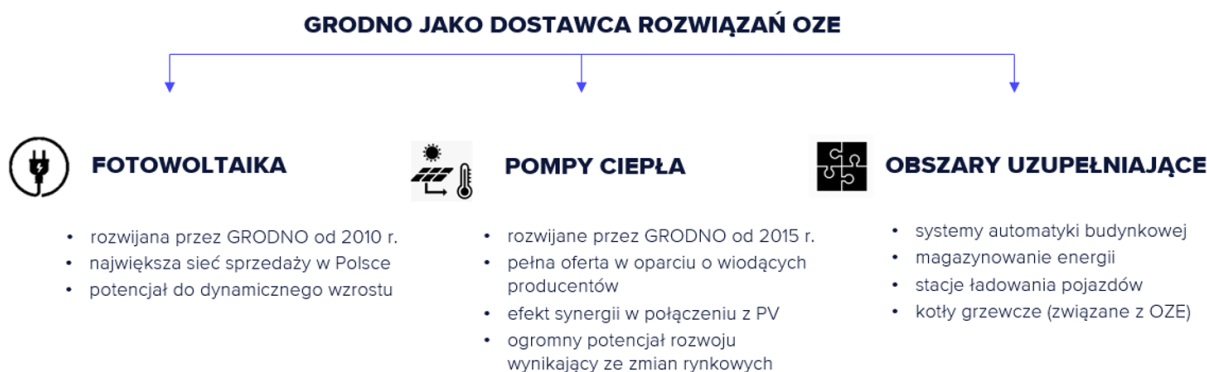 GRODNO JAKO DOSTAWCA ROZWIĄZAŃ OZE
FOTOWOLTAIKA
• rozwijana przez GRODNO od 2010 r.
• największa sieć sprzedaży w Polsce
• potencjał do dynamicznego wzrostu
POMPY CIEPŁA
• rozwijane przez GRODNO od 2015 r.
• pełna oferta w oparciu o wiodących
producentów
• efekt synergii w połączeniu z PV
• ogromny potencjał rozwoju
wynikający ze zmian rynkowych
OBSZARY UZUPEŁNIAJĄCE
• systemy automatyki budynkowej
• magazynowanie energii
• stacje ładowania pojazdów
• kotły grzewcze (związane z OZE)